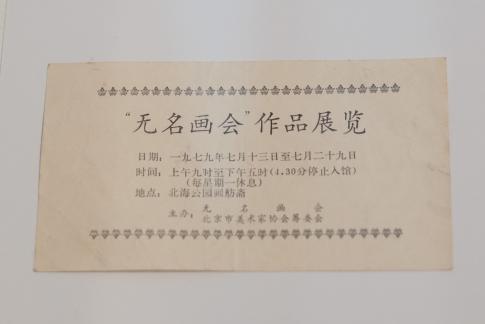 “无名画会”作品展览
日期：一九七九年七月十三日至七月二十九日
时间：上午九时至下午五时(4.30分停止入馆)
(每星期一休息)
地点：北海公园画舫斋
主办：无名画会
北京市美术家协会筹委会